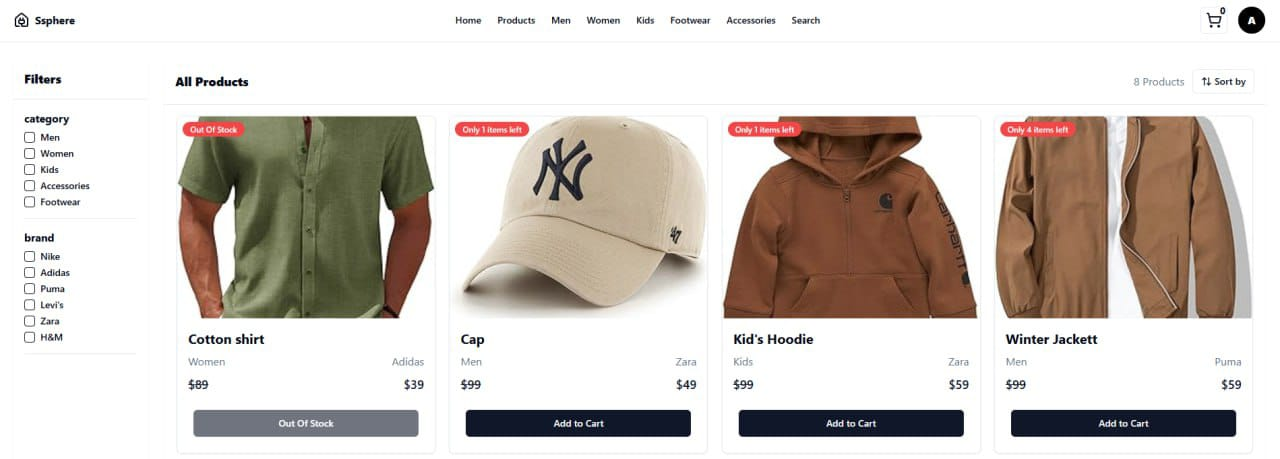 Ssphere
Home Products Men Women Kids Footwear Accessories Search
0
A
Filters
category
Men
Women
Kids
Accessories
Footwear
brand
Nike
Adidas
Puma
Levi's
Zara
H&M
All Products
8 Products
Sort by
Out Of Stock
Cotton shirt
Women Adidas
$89 $39
Out Of Stock
Only 1 items left
NY
47
Cap
Men Zara
$99 $49
Add to Cart
Only 1 items left
carhartt
Kid's Hoodie
Kids Zara
$99 $59
Add to Cart
Only 4 items left
Winter Jackett
Men Puma
$99 $59
Add to Cart